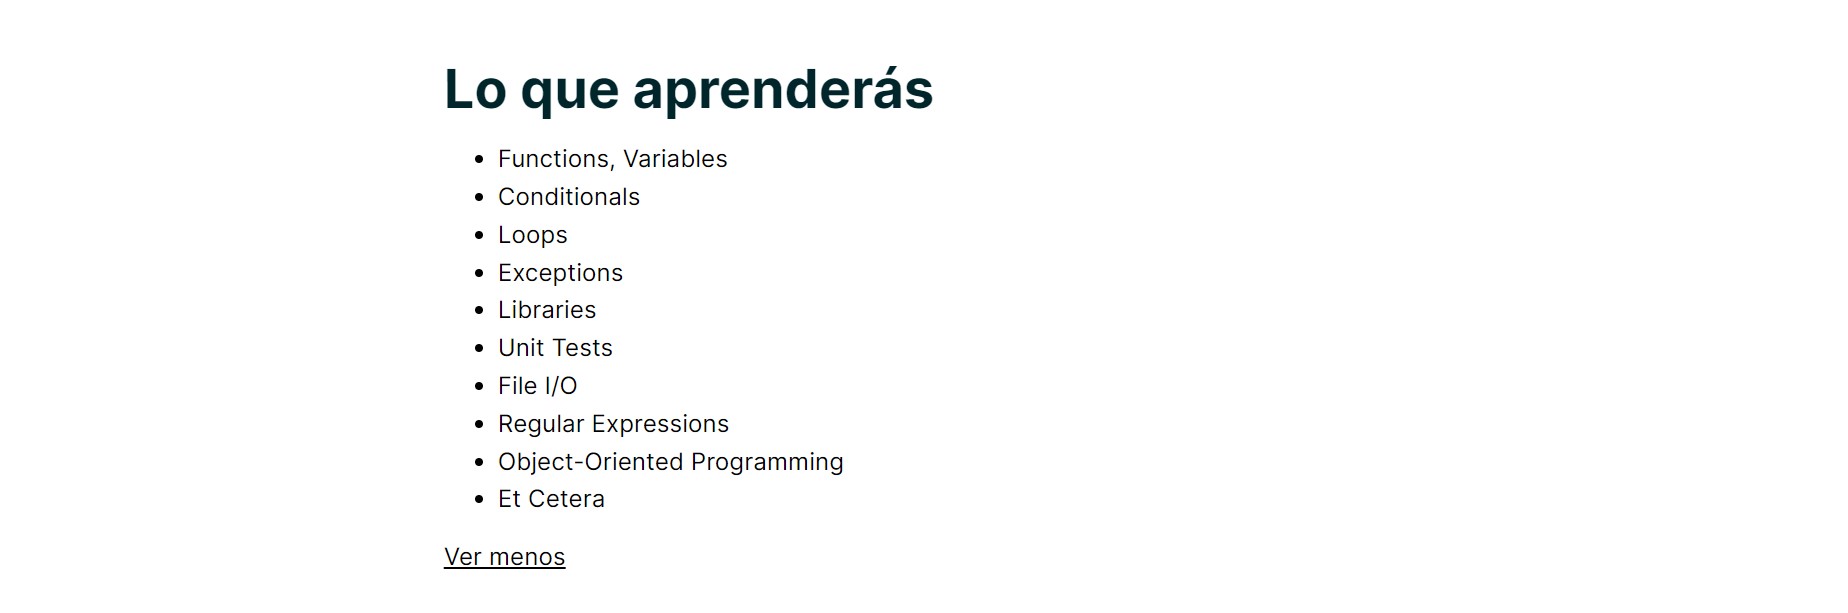 Lo que aprenderás
Functions, Variables
Conditionals
Loops
Exceptions
Libraries
Unit Tests
File I/O
Regular Expressions
Object-Oriented Programming
Et Cetera
Ver menos